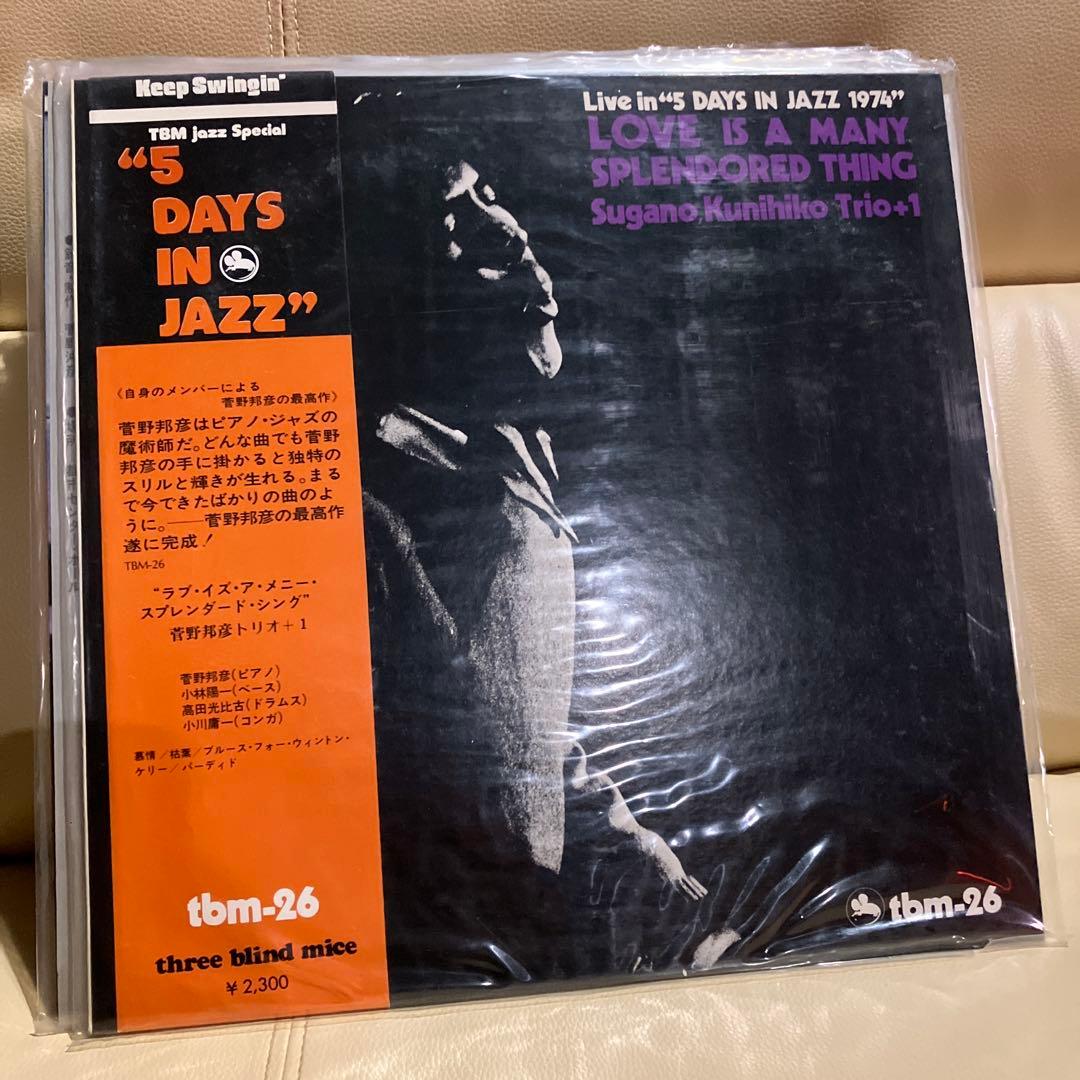 Keep Swingin'
TBM jazz Special
“5
DAYS
IN
JAZZ”
《自身のメンバーによる
菅野邦彦の最高作》
菅野邦彦はピアノ・ジャズの
魔術師だ。どんな曲でも菅野
邦彦の手に掛かると独特の
スリルと輝きが生れる。まる
で今できたばかりの曲のよ
うに。——菅野邦彦の最高作
遂に完成!
TBM-26
“ラブ・イズ・ア・メニー・
スプレンダード・シング”
菅野邦彦トリオ+1
菅野邦彦(ピアノ)
小林陽一(ベース)
高田光比古(ドラムス)
小川庸一(コンガ)
慕情/枯葉/ブルース・フォー・ウィントン・
ケリー/パーディド
tbm-26
three blind mice
¥2,300
Live in“5 DAYS IN JAZZ 1974”
LOVE IS A MANY
SPLENDORED THING
Sugano Kunihiko Trio+1
tbm-26